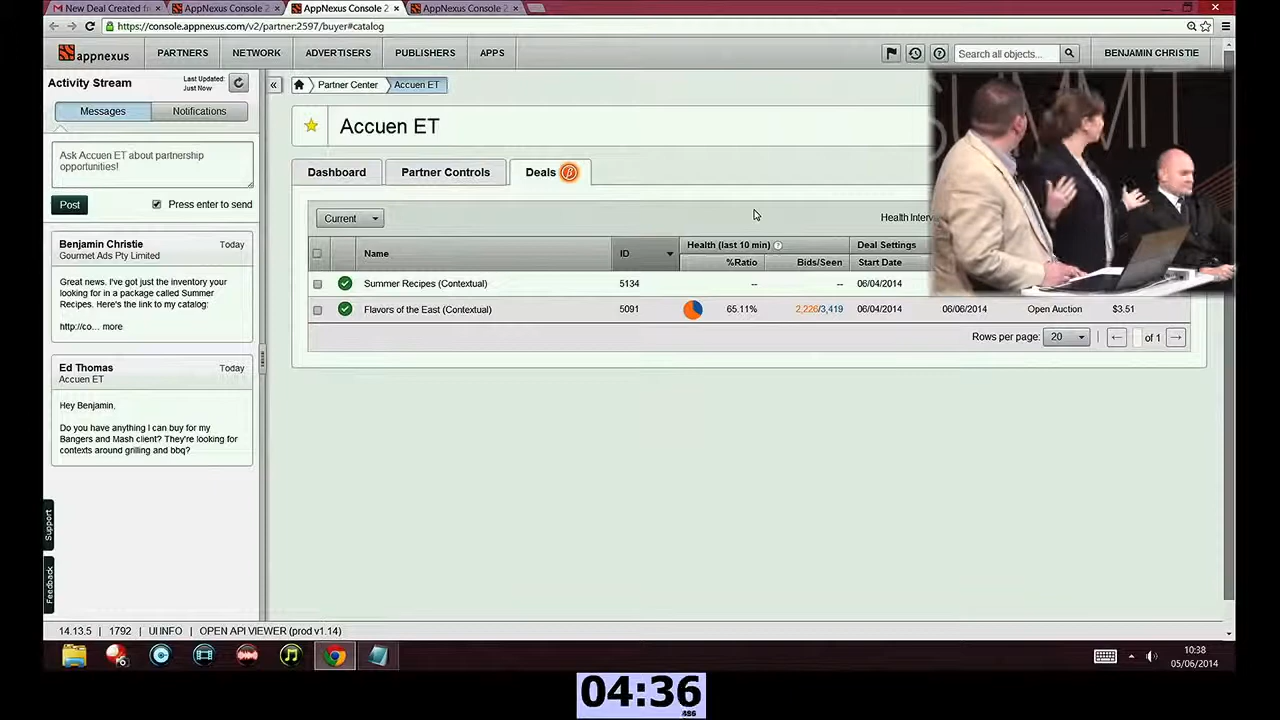 New Deal Created fr
AppNexus Console 2
AppNexus Console 2
AppNexus Console 2
https://console.appnexus.com/v2/partner:2597/buyer#catalog
appnexus
PARTNERS
NETWORK
ADVERTISERS
PUBLISHERS
APPS
Search all objects...
BENJAMIN CHRISTIE
Activity Stream
Last Updated:
Just Now
Messages
Notifications
Ask Accuen ET about partnership
opportunities!
Post
Press enter to send
Benjamin Christie
Today
Gourmet Ads Pty Limited
Great news. I've got just the inventory your
looking for in a package called Summer
Recipes. Here's the link to my catalog:
http://co... more
Ed Thomas
Today
Accuen ET
Hey Benjamin,
Do you have anything I can buy for my
Bangers and Mash client? They're looking for
contexts around grilling and bbq?
Partner Center
Accuen ET
Accuen ET
Dashboard
Partner Controls
Deals β
Current
Health Interv
Name
ID
Health (last 10 min) ?
Deal Settings
%Ratio
Bids/Seen
Start Date
Summer Recipes (Contextual) 5134 -- -- 06/04/2014
Flavors of the East (Contextual) 5091 65.11% 2,226/3,419 06/04/2014 06/06/2014 Open Auction $3.51
Rows per page: 20 of 1
SUMMIT
Support
Feedback
14.13.5 | 1792 | UI INFO | OPEN API VIEWER (prod v1.14)
10:38
05/06/2014
04:36
486